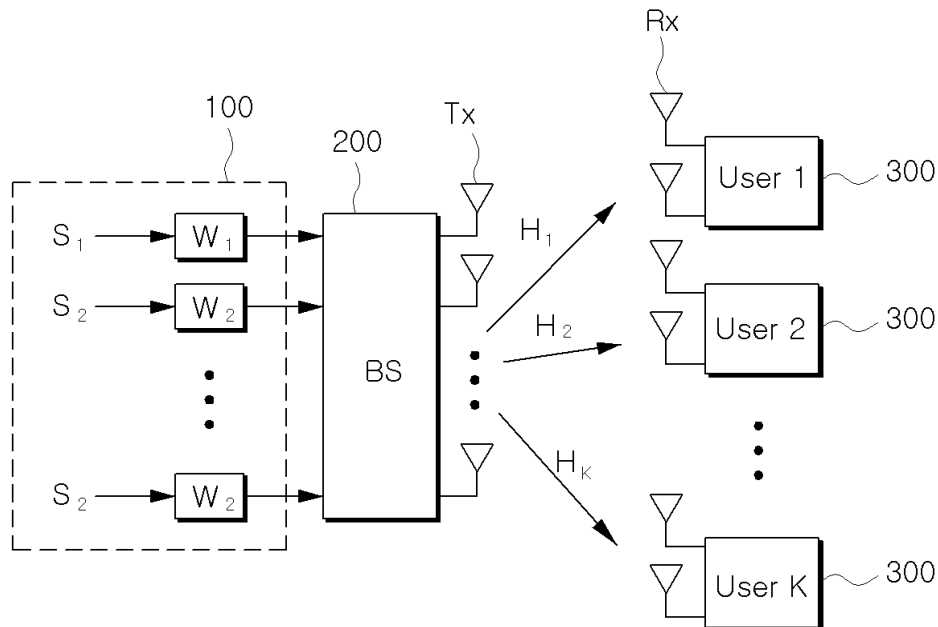 Rx
100
Tx
200
User 1
300
S₁
W₁
H₁
S₂
W₂
H₂
User 2
300
BS
S₂
W₂
H_K
User K
300